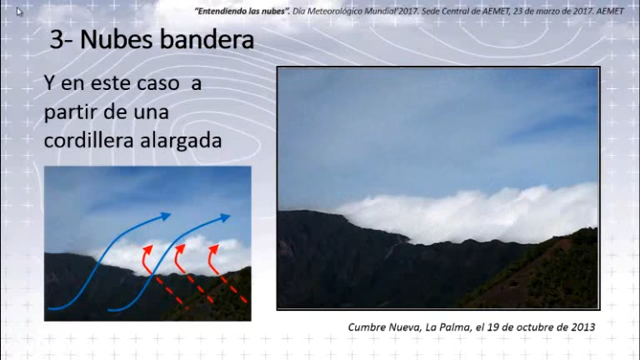 "Entendiendo las nubes". Día Meteorológico Mundial'2017. Sede Central de AEMET, 23 de marzo de 2017. AEMET
3- Nubes bandera
Y en este caso a
partir de una
cordillera alargada
Cumbre Nueva, La Palma, el 19 de octubre de 2013